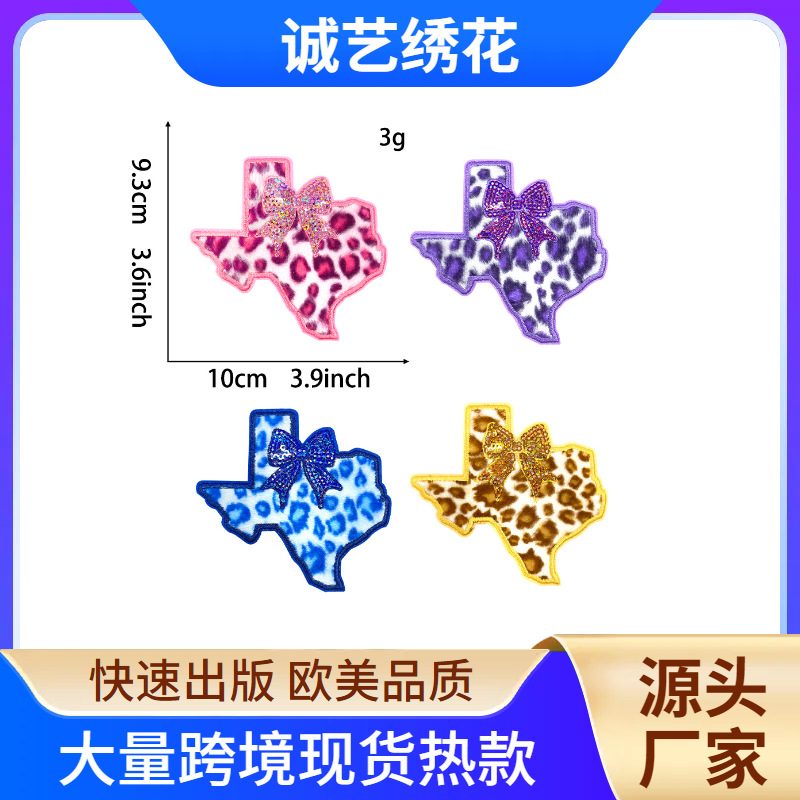 诚艺绣花
3g
9.3cm 3.6inch
10cm 3.9inch
快速出版 欧美品质
大量跨境现货热款
源头
厂家